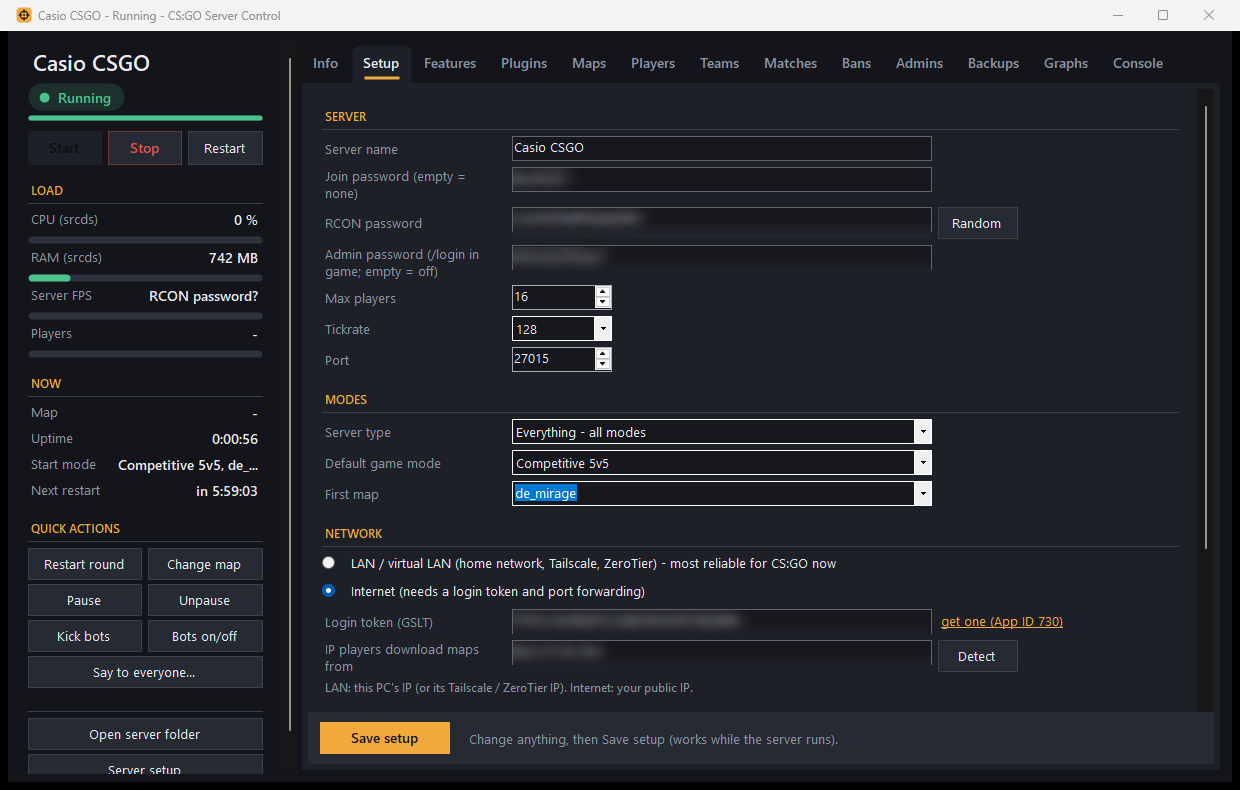 Casio CSGO - Running - CS:GO Server Control
Casio CSGO
Running
Start
Stop
Restart
LOAD
CPU (srcds)
0 %
RAM (srcds)
742 MB
Server FPS
RCON password?
Players
-
NOW
Map
-
Uptime
0:00:56
Start mode
Competitive 5v5, de_...
Next restart
in 5:59:03
QUICK ACTIONS
Restart round
Change map
Pause
Unpause
Kick bots
Bots on/off
Say to everyone...
Open server folder
Server setup
Info
Setup
Features
Plugins
Maps
Players
Teams
Matches
Bans
Admins
Backups
Graphs
Console
SERVER
Server name
Casio CSGO
Join password (empty =
none)
RCON password
Random
Admin password (/login in
game; empty = off)
Max players
16
Tickrate
128
Port
27015
MODES
Server type
Everything - all modes
Default game mode
Competitive 5v5
First map
de_mirage
NETWORK
LAN / virtual LAN (home network, Tailscale, ZeroTier) - most reliable for CS:GO now
Internet (needs a login token and port forwarding)
Login token (GSLT)
get one (App ID 730)
IP players download maps
from
Detect
LAN: this PC's IP (or its Tailscale / ZeroTier IP). Internet: your public IP.
Save setup
Change anything, then Save setup (works while the server runs).